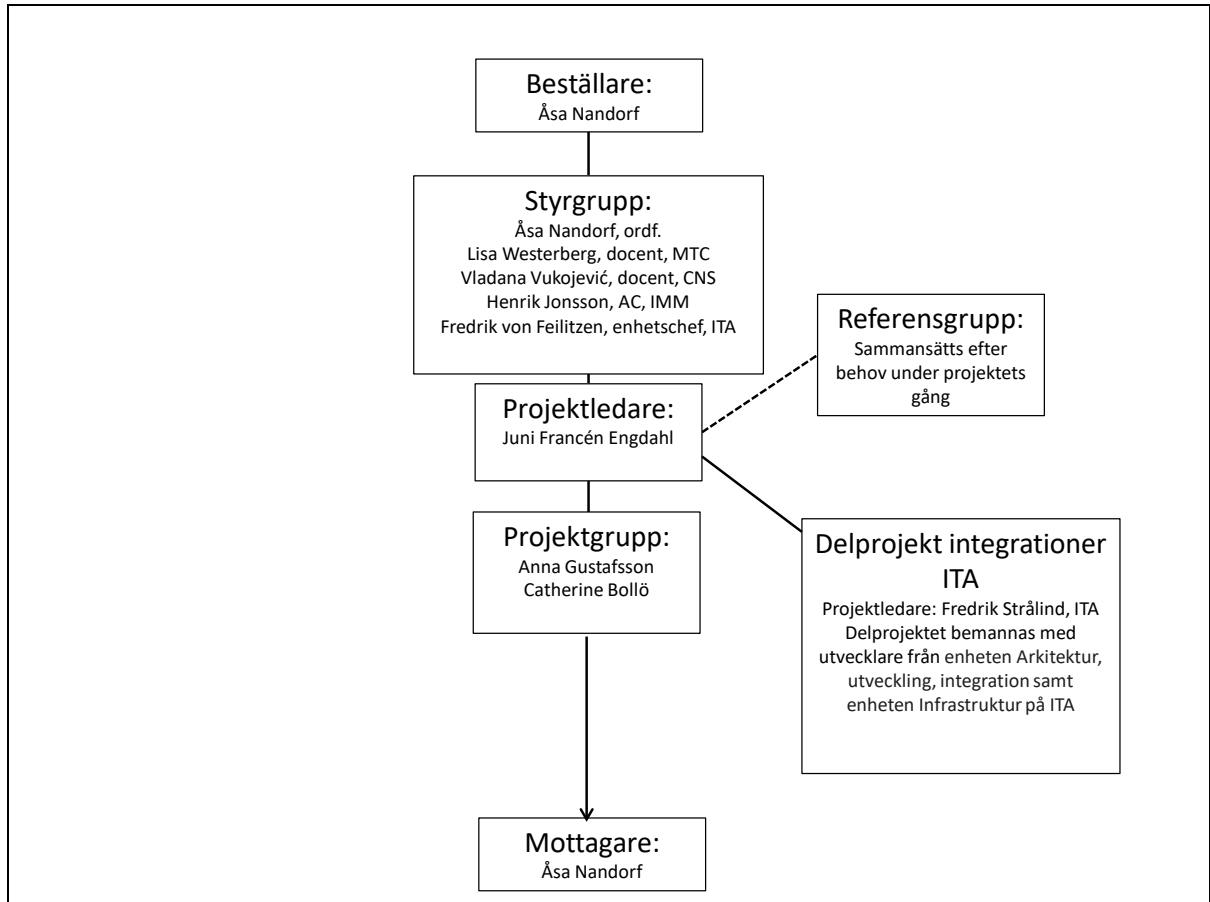 Beställare:
Åsa Nandorf
Styrgrupp:
Åsa Nandorf, ordf.
Lisa Westerberg, docent, MTC
Vladana Vukojević, docent, CNS
Henrik Jonsson, AC, IMM
Fredrik von Feilitzen, enhetschef, ITA
Referensgrupp:
Sammansätts efter
behov under projektets
gång
Projektledare:
Juni Francén Engdahl
Projektgrupp:
Anna Gustafsson
Catherine Bollö
Delprojekt integrationer
ITA
Projektledare: Fredrik Strålind, ITA
Delprojektet bemannas med
utvecklare från enheten Arkitektur,
utveckling, integration samt
enheten Infrastruktur på ITA
Mottagare:
Åsa Nandorf